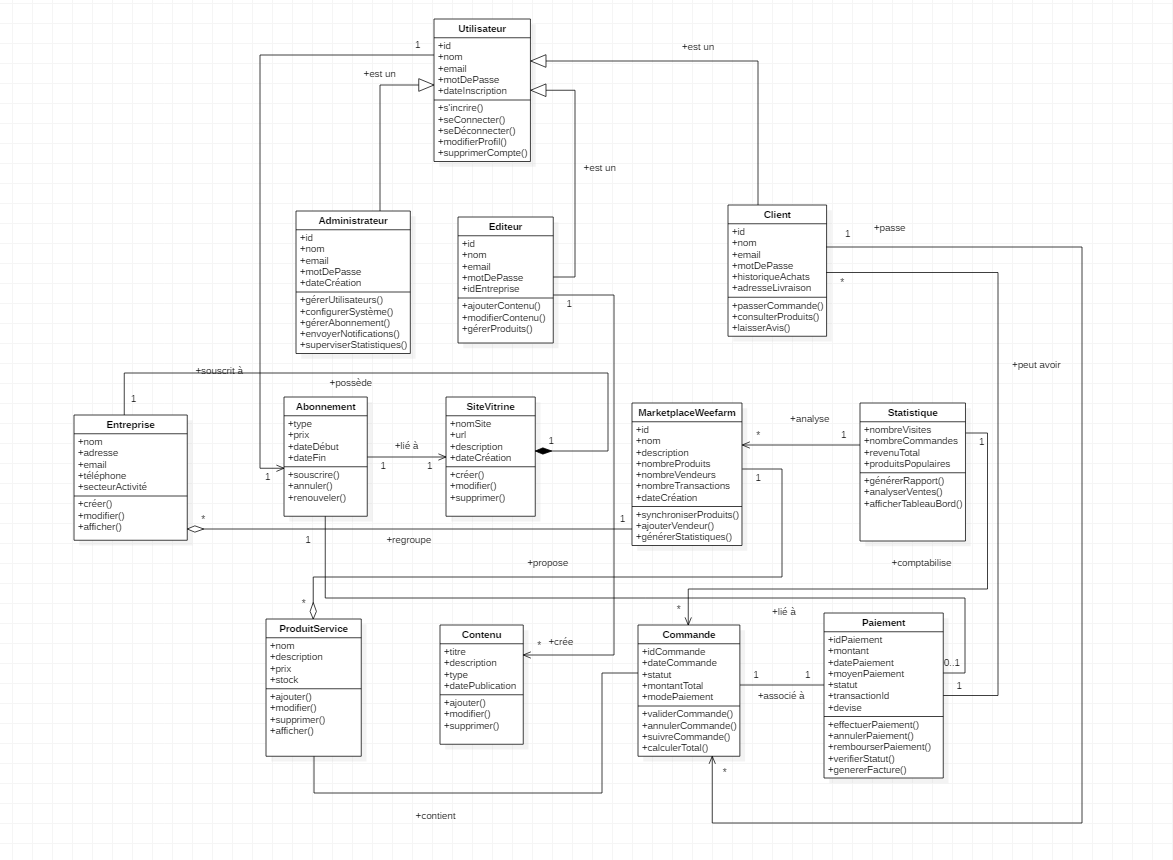 Utilisateur
+id
+nom
+email
+motDePasse
+dateInscription
+s'incrire()
+seConnecter()
+seDéconnecter()
+modifierProfil()
+supprimerCompte()
1
+est un
+est un
+est un
Administrateur
+id
+nom
+email
+motDePasse
+dateCréation
+gérerUtilisateurs()
+configurerSystème()
+gérerAbonnement()
+envoyerNotifications()
+superviserStatistiques()
Editeur
+id
+nom
+email
+motDePasse
+idEntreprise
+ajouterContenu()
+modifierContenu()
+gérerProduits()
1
Client
+id
+nom
+email
+motDePasse
+historiqueAchats
+adresseLivraison
+passerCommande()
+consulterProduits()
+laisserAvis()
1
+passe
*
+peut avoir
+souscrit à
+possède
1
Entreprise
+nom
+adresse
+email
+téléphone
+secteurActivité
+créer()
+modifier()
+afficher()
*
1
Abonnement
+type
+prix
+dateDébut
+dateFin
+souscrire()
+annuler()
+renouveler()
+lié à
1
1
1
SiteVitrine
+nomSite
+url
+description
+dateCréation
+créer()
+modifier()
+supprimer()
1
MarketplaceWeefarm
+id
+nom
+description
+nombreProduits
+nombreVendeurs
+nombreTransactions
+dateCréation
+synchroniserProduits()
+ajouterVendeur()
+générerStatistiques()
+analyse
*
1
1
1
Statistique
+nombreVisites
+nombreCommandes
+revenuTotal
+produitsPopulaires
+générerRapport()
+analyserVentes()
+afficherTableauBord()
1
+regroupe
+propose
+comptabilise
*
ProduitService
+nom
+description
+prix
+stock
+ajouter()
+modifier()
+supprimer()
+afficher()
Contenu
+titre
+description
+type
+datePublication
+ajouter()
+modifier()
+supprimer()
*
+crée
*
Commande
+idCommande
+dateCommande
+statut
+montantTotal
+modePaiement
+validerCommande()
+annulerCommande()
+suivreCommande()
+calculerTotal()
1
1
+associé à
+lié à
Paiement
+idPaiement
+montant
+datePaiement
+moyenPaiement
+statut
+transactionId
+devise
+effectuerPaiement()
+annulerPaiement()
+rembourserPaiement()
+verifierStatut()
+genererFacture()
0..1
1
*
+contient